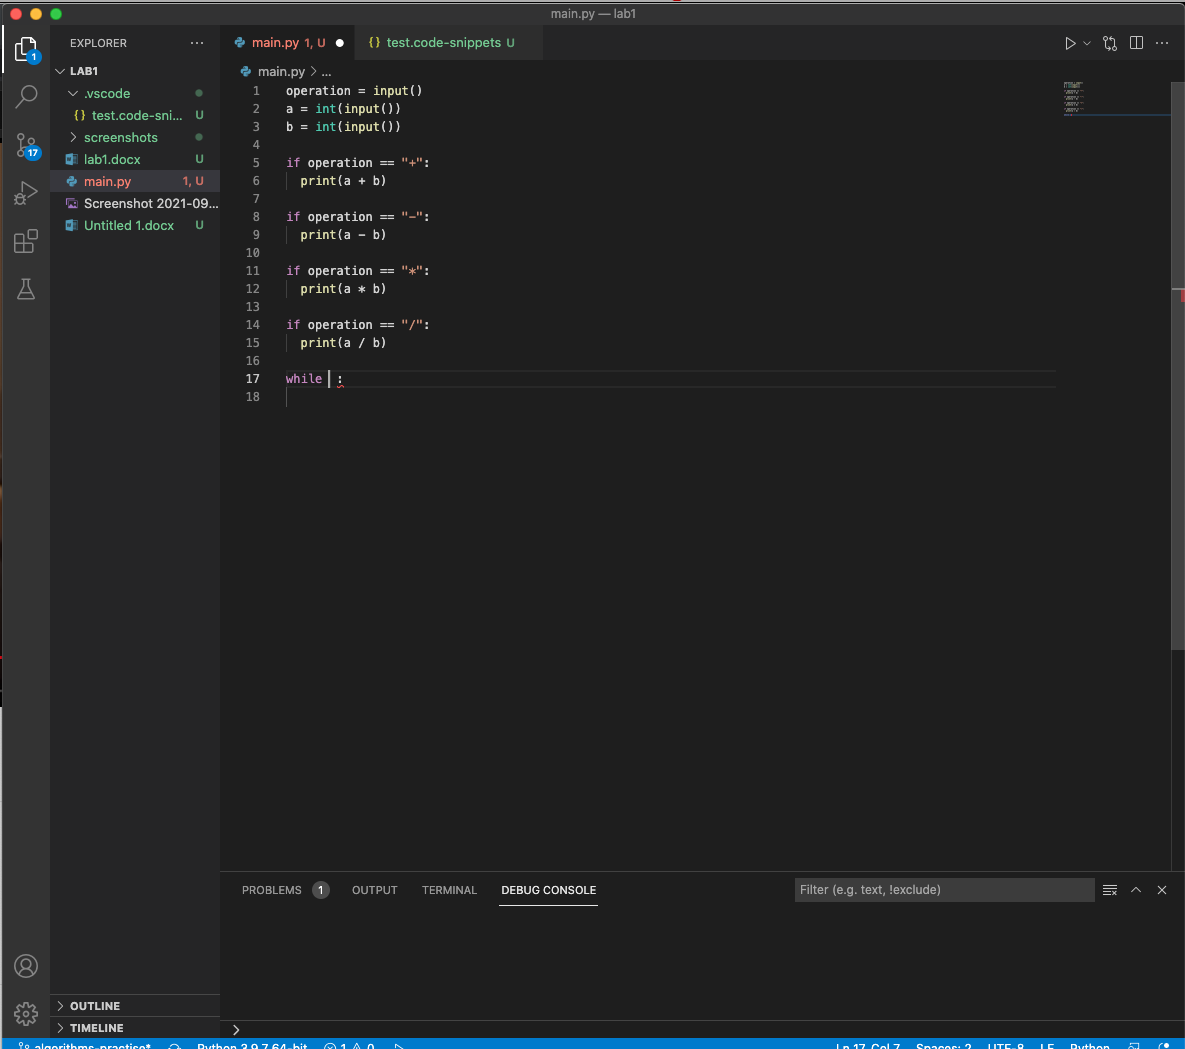 main.py — lab1
EXPLORER ...
main.py 1, U
{} test.code-snippets U
LAB1
main.py > ...
.vscode
{} test.code-sni... U
screenshots
lab1.docx U
main.py 1, U
Screenshot 2021-09...
Untitled 1.docx U
1
17
1 operation = input()
2 a = int(input())
3 b = int(input())
4
5 if operation == "+":
6 print(a + b)
7
8 if operation == "-":
9 print(a - b)
10
11 if operation == "*":
12 print(a * b)
13
14 if operation == "/":
15 print(a / b)
16
17 while :
18
PROBLEMS 1 OUTPUT TERMINAL DEBUG CONSOLE Filter (e.g. text, !exclude)
OUTLINE
TIMELINE
>
algorithms-practise* Python 3.9.7 64-bit 1 0 Ln 17, Col 7 Spaces: 2 UTF-8 LF Python